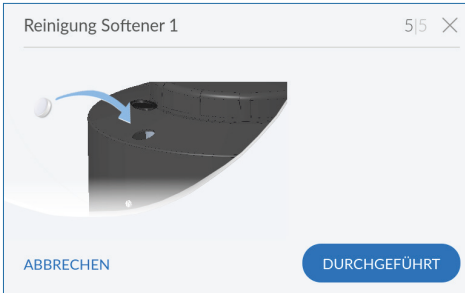 Reinigung Softener 1
5|5
ABBRECHEN
DURCHGEFÜHRT